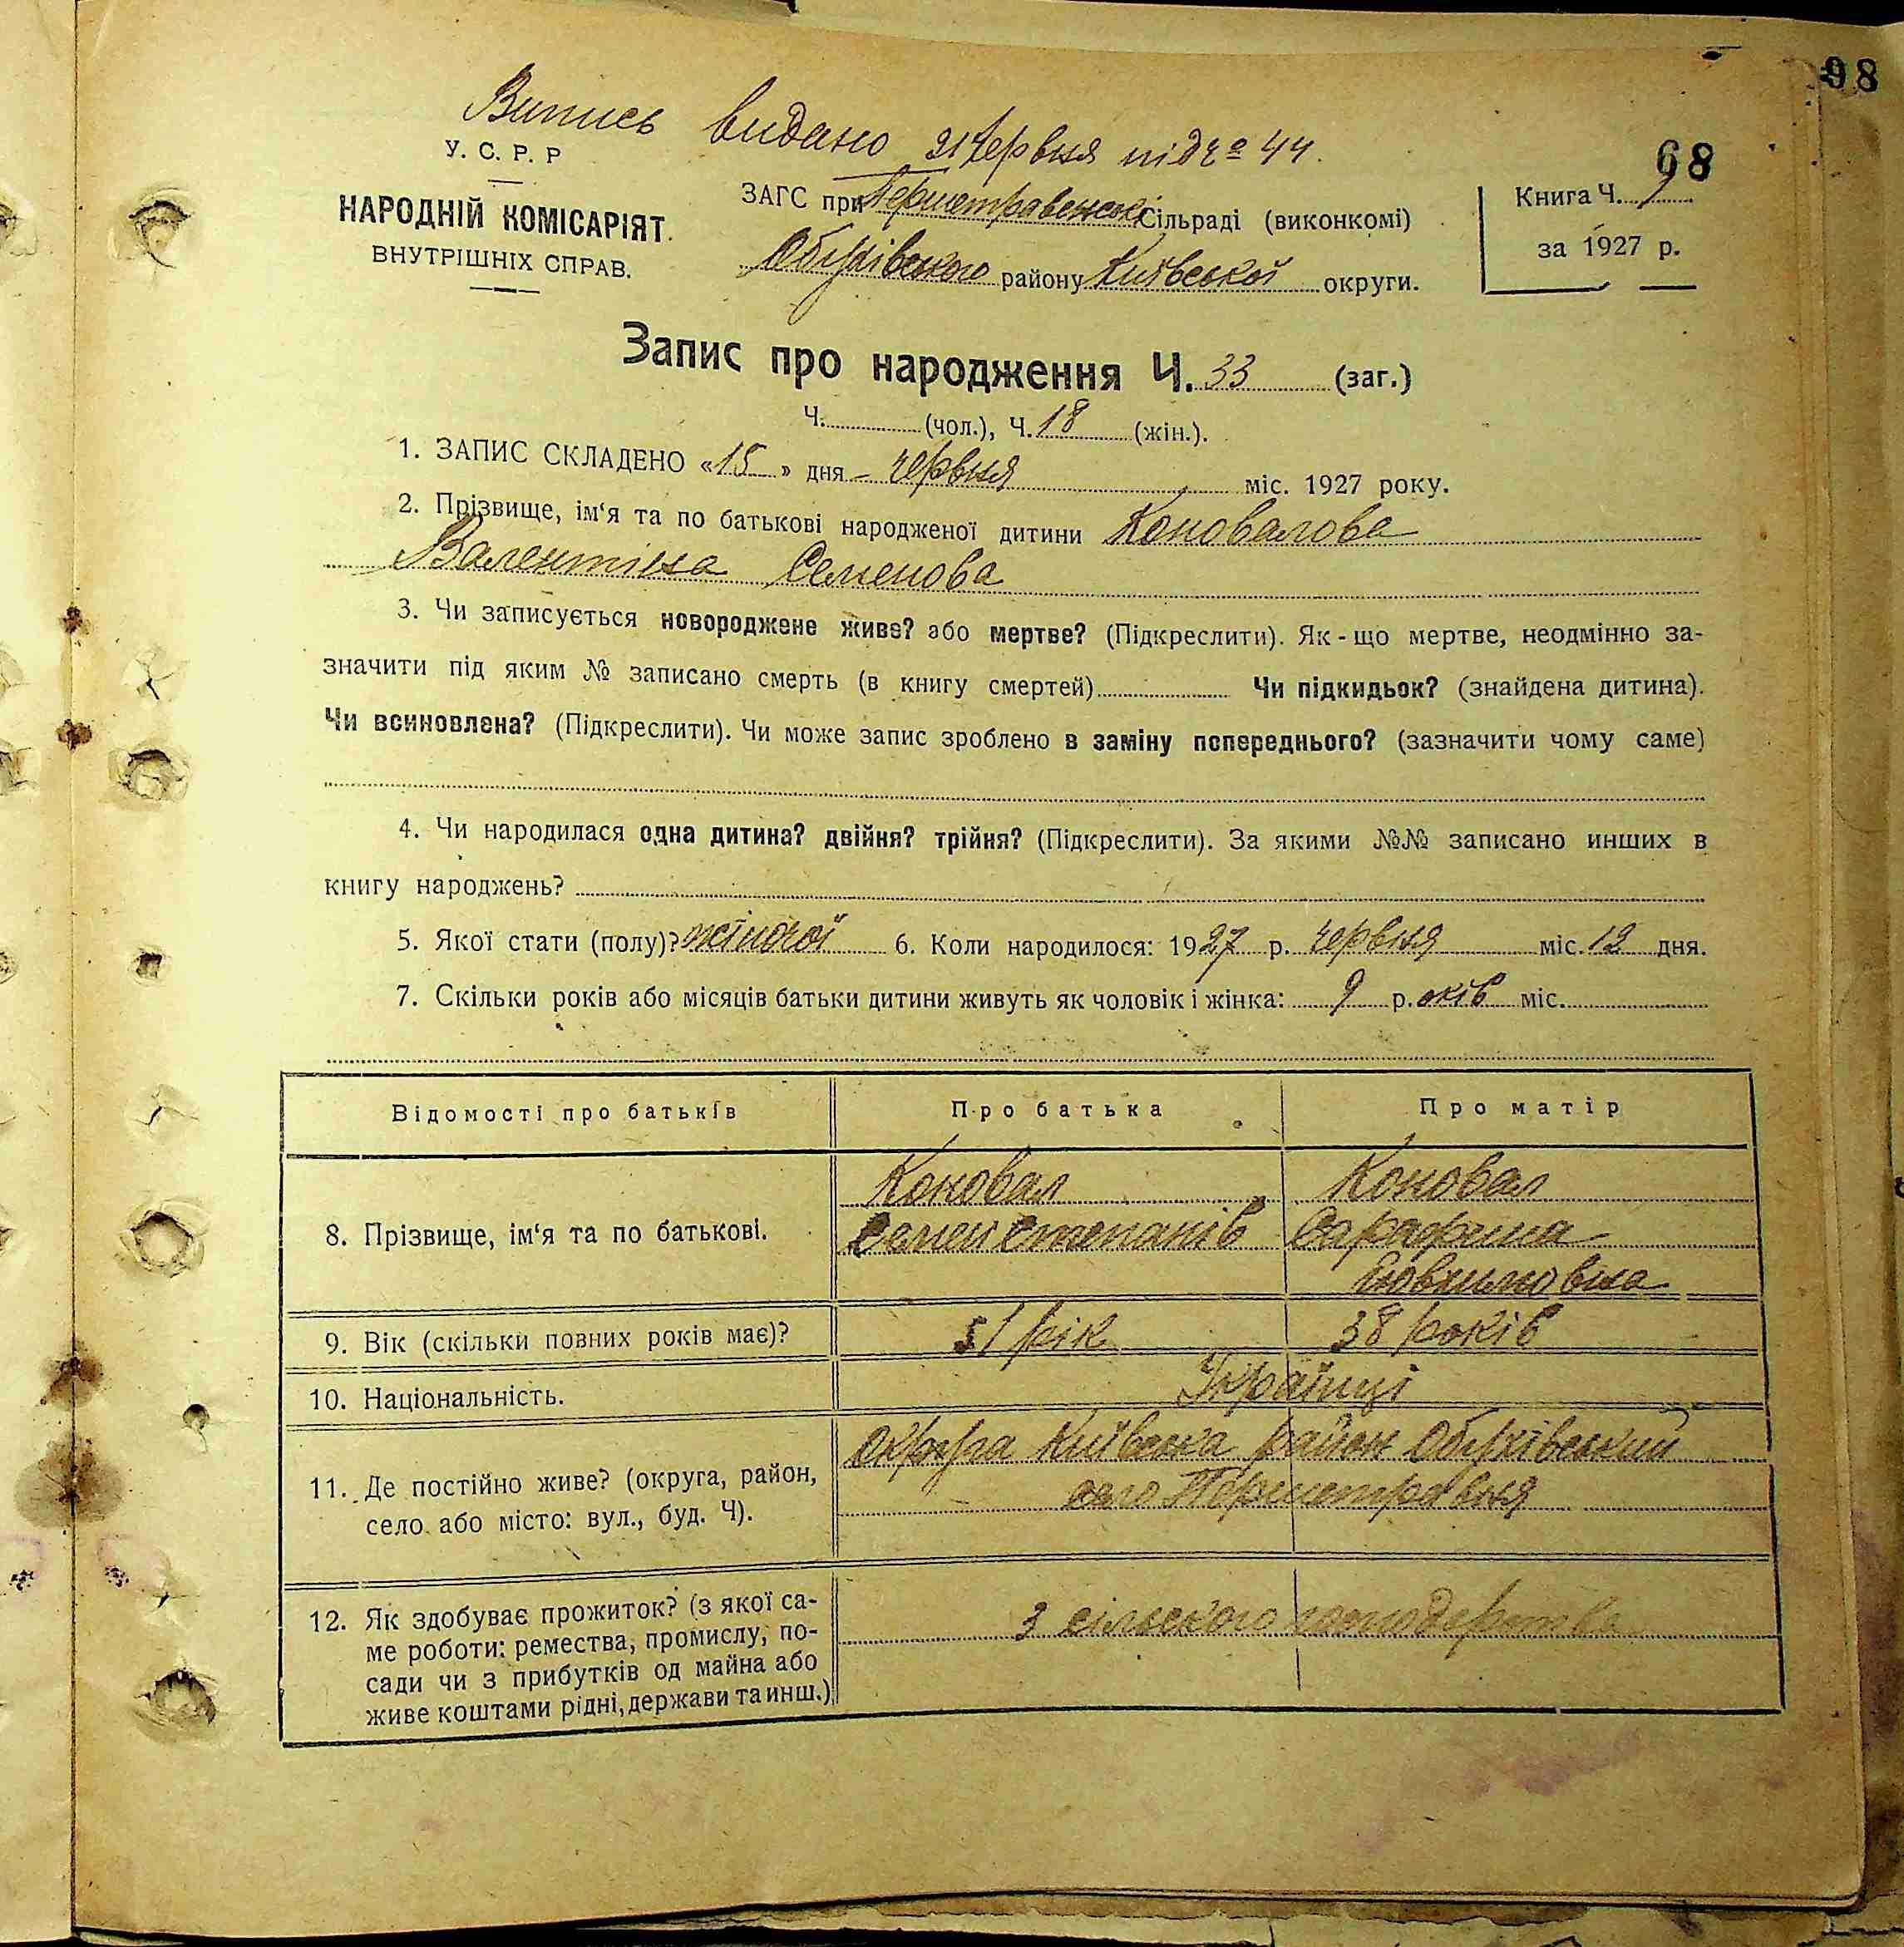 98
Випись видано 21 Червня під ч° 44.
68
У. С. Р. Р
НАРОДНІЙ КОМІСАРІЯТ
ВНУТРІШНІХ СПРАВ.
ЗАГС при Першетравенській Сільраді (виконкомі)
Обухівського району Київської округи.
Книга Ч. 1
за 1927 р.
Запис про народження Ч. 33 (заг.)
Ч. (чол.), Ч. 18 (жін.).
1. ЗАПИС СКЛАДЕНО «15» дня червня міс. 1927 року.
2. Прізвище, ім‘я та по батькові народженої дитини Коновалова
Валентіна Семенова
3. Чи записується новороджене живе? або мертве? (Підкреслити). Як-що мертве, неодмінно за-
значити під яким № записано смерть (в книгу смертей) Чи підкидьок? (знайдена дитина).
Чи всиновлена? (Підкреслити). Чи може запис зроблено в заміну попереднього? (зазначити чому саме)
4. Чи народилася одна дитина? двійня? трійня? (Підкреслити). За якими №№ записано инших в
книгу народжень?
5. Якої стати (полу)? жіночої 6. Коли народилося: 1927 р. червня міс. 12 дня.
7. Скільки років або місяців батьки дитини живуть як чоловік і жінка: 9 р.оків міс.
Відомості про батьків Про батька Про матір
8. Прізвище, ім‘я та по батькові.
Коновал
Семен Степанів
Коновал
Сарафима
9. Вік (скільки повних років має)? 51 рік 38 років
10. Національність. Українці
11. Де постійно живе? (округа, район,
село або місто: вул., буд. Ч).
Округа Київська район Обухівський
село Першетравня
12. Як здобуває прожиток? (з якої са-
ме роботи: ремества, промислу, по-
сади чи з прибутків од майна або
живе коштами рідні, держави та инш.)
З сільского господарства